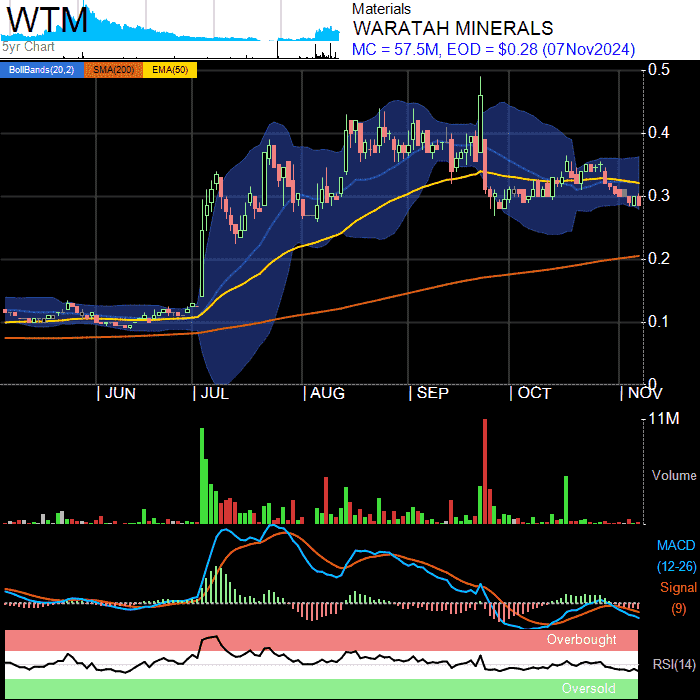 WTM
5yr Chart
Materials
WARATAH MINERALS
MC = 57.5M, EOD = $0.28 (07Nov2024)
BollBands(20,2) SMA(200) EMA(50)
0.5
0.4
0.3
0.2
0.1
0
JUN JUL AUG SEP OCT NOV
11M
Volume
MACD
(12-26)
Signal
(9)
Overbought
RSI(14)
Oversold